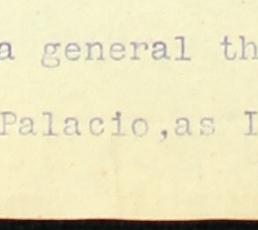 a general th
Palacio,as I